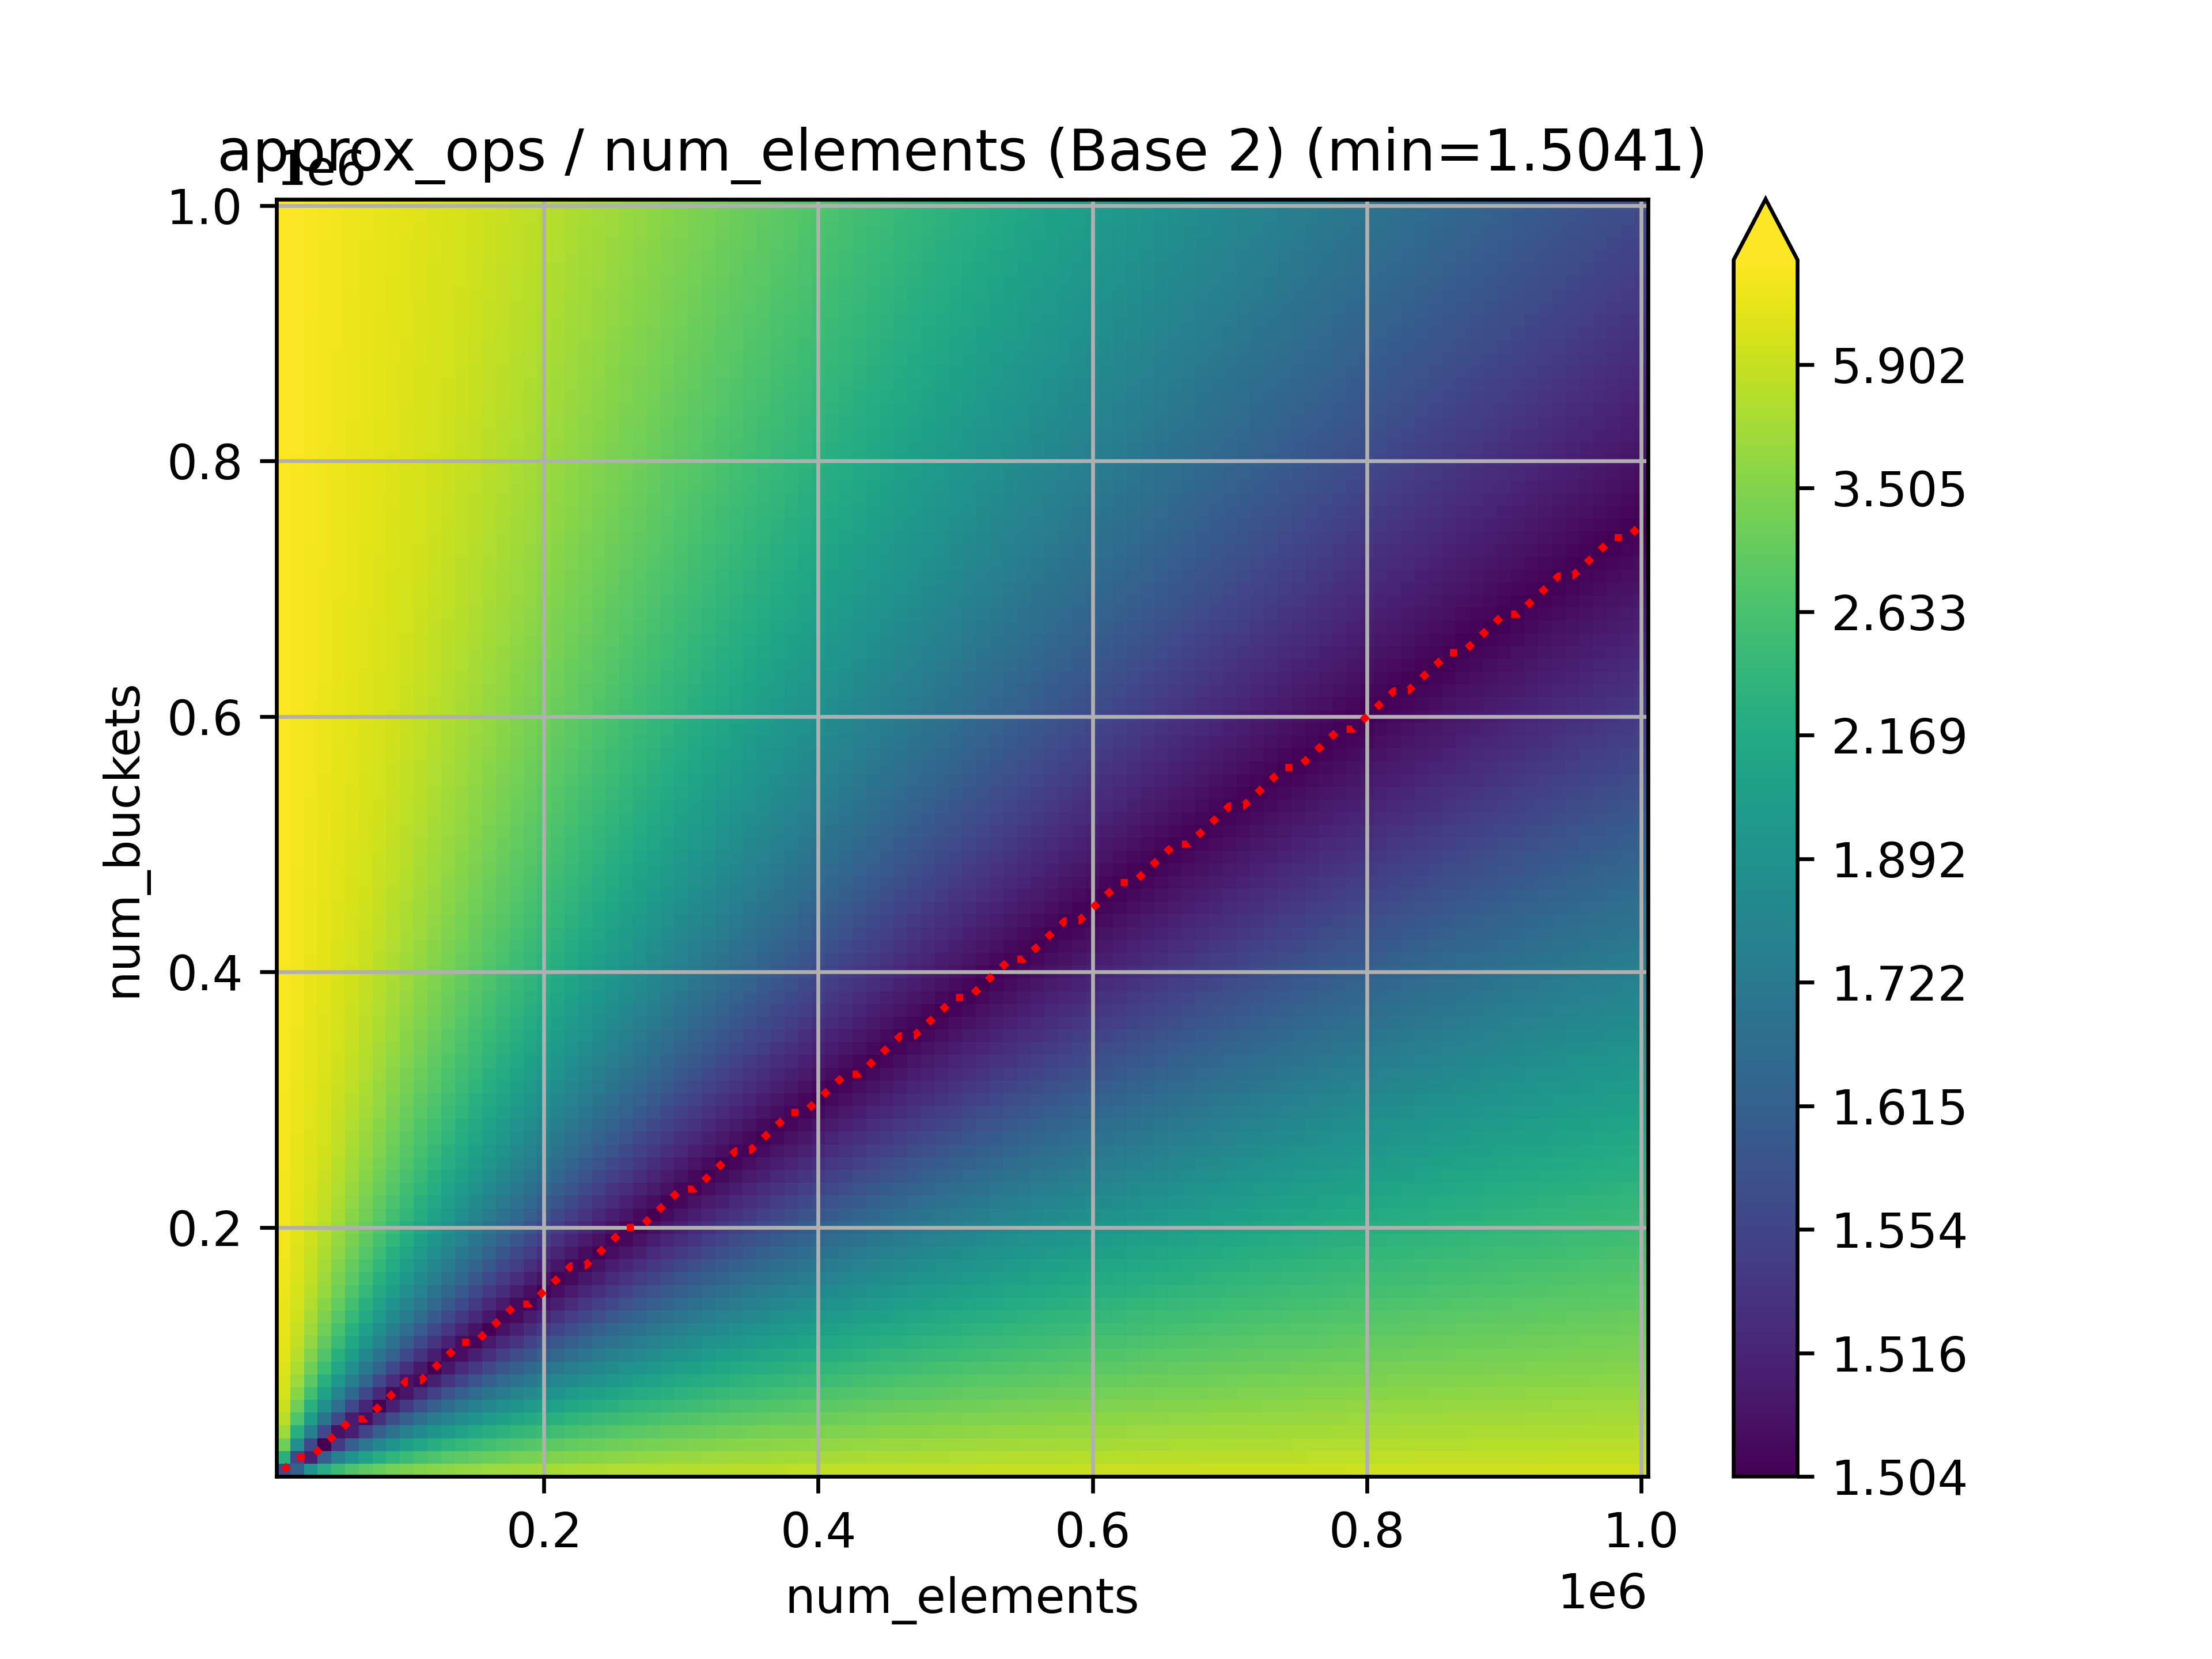 approx_ops / num_elements (Base 2) (min=1.5041)
1e6
1.0
0.8
0.6
0.4
0.2
num_buckets
0.2 0.4 0.6 0.8 1.0
num_elements
1e6
5.902
3.505
2.633
2.169
1.892
1.722
1.615
1.554
1.516
1.504